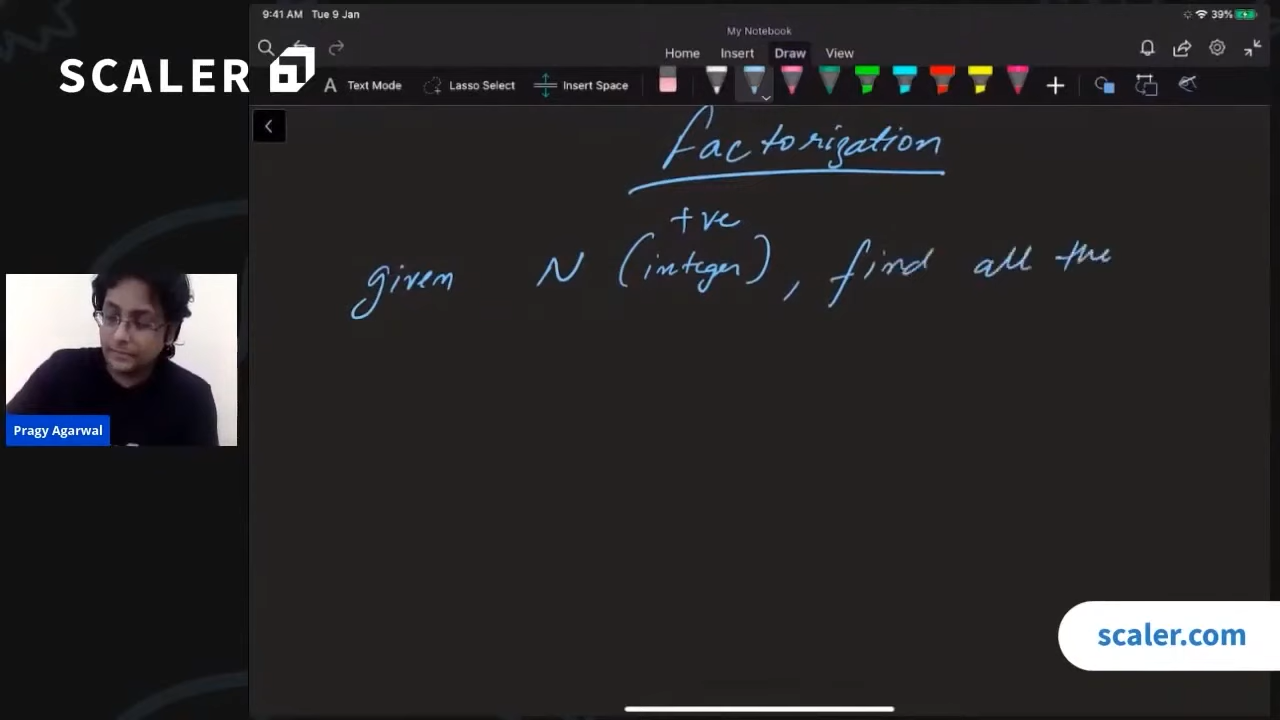 9:41 AM Tue 9 Jan
39%
My Notebook
Home Insert Draw View
SCALER
A Text Mode Lasso Select Insert Space
factorization
+ve
given N (integer), find all the
Pragy Agarwal
scaler.com